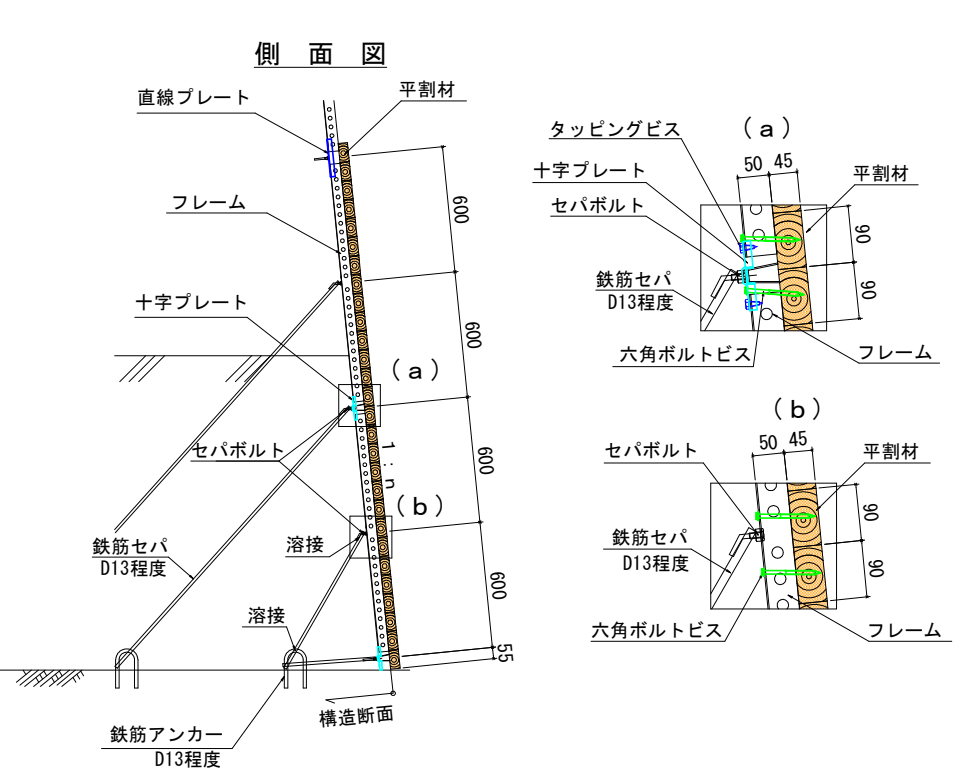 側面図
直線プレート
平割材
フレーム
十字プレート
セパボルト
鉄筋セパ
D13程度
溶接
溶接
鉄筋アンカー
D13程度
構造断面
(a)
(b)
1:n
600
600
600
600
55
(a)
タッピングビス
十字プレート
セパボルト
鉄筋セパ
D13程度
六角ボルトビス
50
45
平割材
90
90
フレーム
(b)
セパボルト
50
45
平割材
鉄筋セパ
D13程度
90
90
六角ボルトビス
フレーム